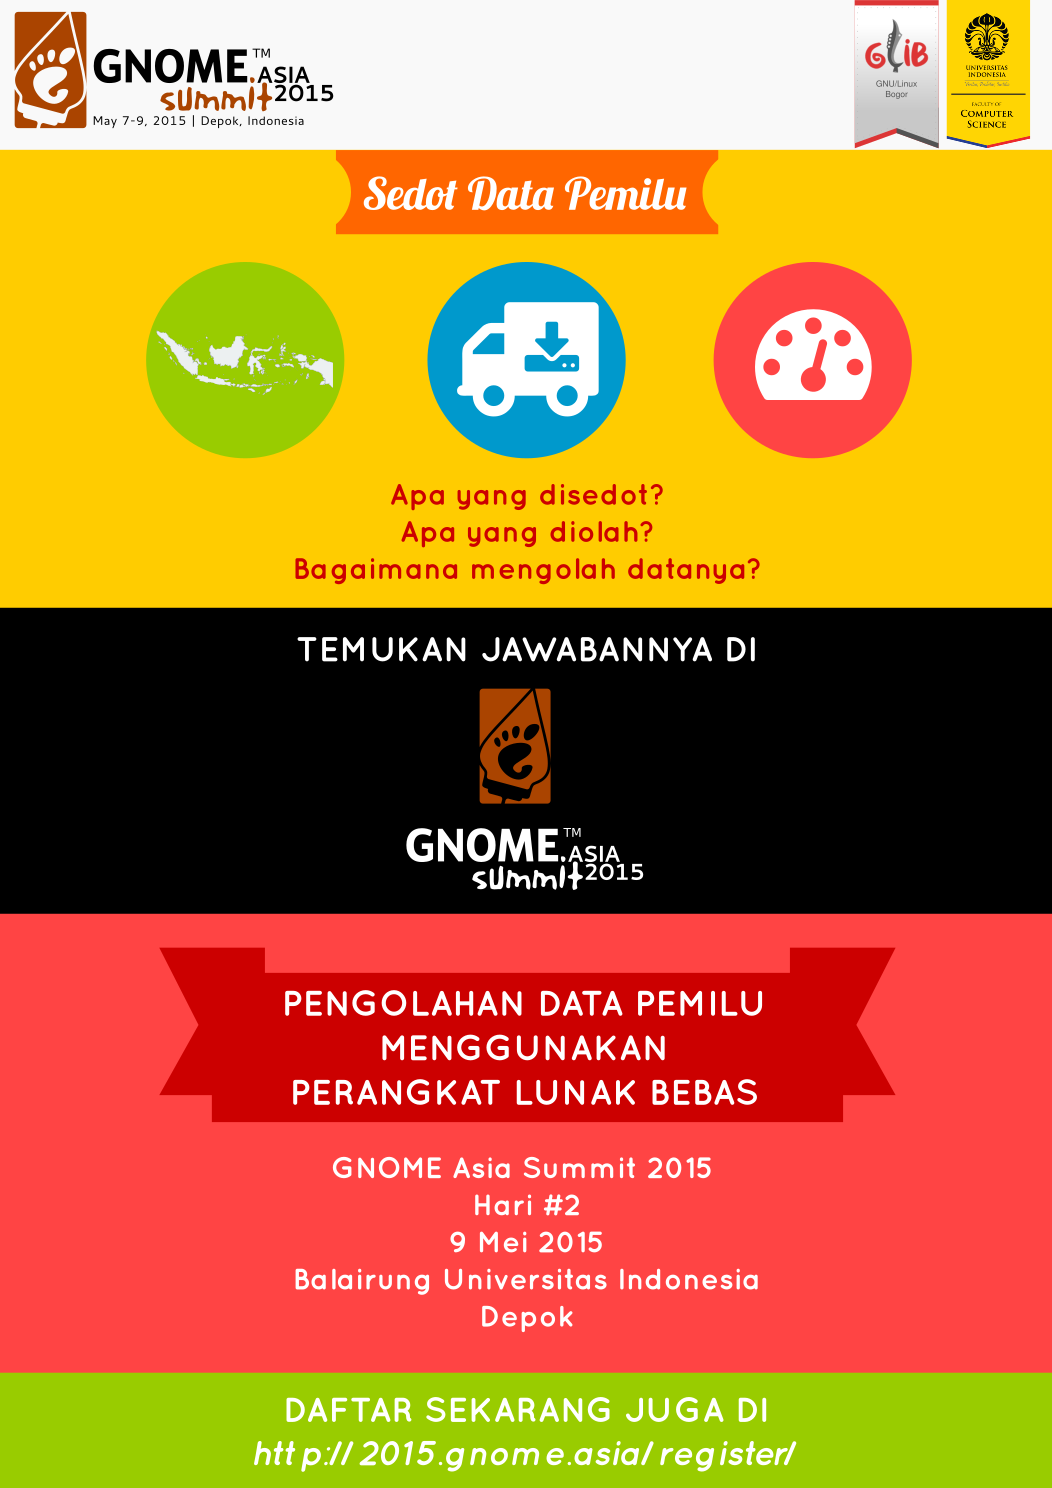 GNOME.ASIA™
summit 2015
May 7-9, 2015 | Depok, Indonesia
GLiB
GNU/Linux
Bogor
UNIVERSITAS
INDONESIA
FACULTY OF
COMPUTER
SCIENCE
Sedot Data Pemilu
Apa yang disedot?
Apa yang diolah?
Bagaimana mengolah datanya?
TEMUKAN JAWABANNYA DI
GNOME.ASIA™
summit 2015
PENGOLAHAN DATA PEMILU
MENGGUNAKAN
PERANGKAT LUNAK BEBAS
GNOME Asia Summit 2015
Hari #2
9 Mei 2015
Balairung Universitas Indonesia
Depok
DAFTAR SEKARANG JUGA DI
http://2015.gnome.asia/register/